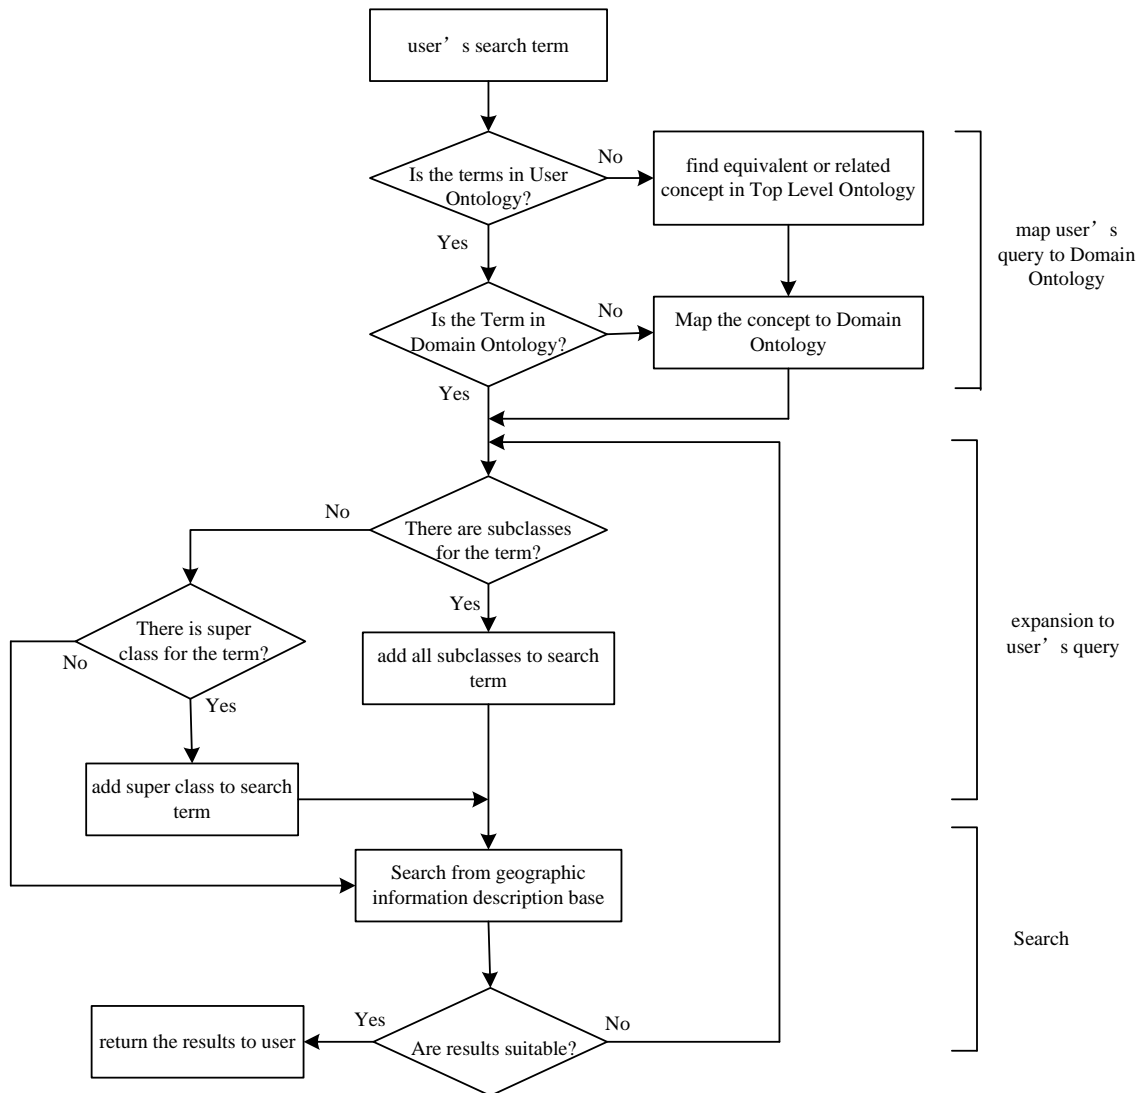 user’ s search term
Is the terms in User
Ontology?
No
find equivalent or related
concept in Top Level Ontology
map user’ s
query to Domain
Ontology
Yes
Is the Term in
Domain Ontology?
No
Map the concept to Domain
Ontology
Yes
There are subclasses
for the term?
No
Yes
There is super
class for the term?
No
Yes
add all subclasses to search
term
expansion to
user’ s query
add super class to search
term
Search from geographic
information description base
Search
Are results suitable?
Yes
No
return the results to user